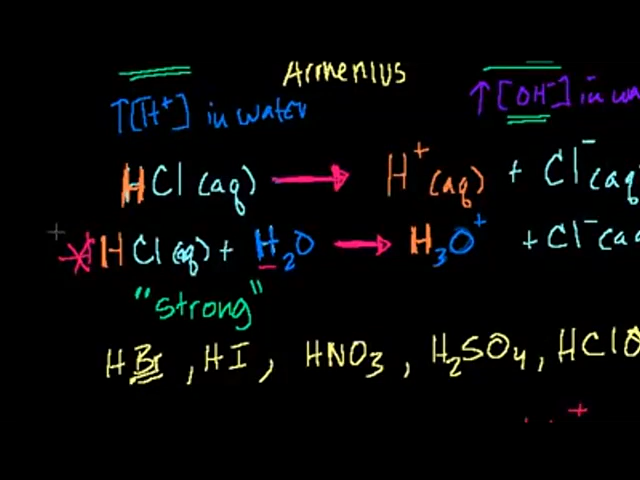 Arrhenius
↑[H⁺] in water ↑[OH⁻] in wa
HCl (aq) → H⁺ (aq) + Cl⁻ (aq
HCl (aq) + H₂O → H₃O⁺ + Cl⁻ (a
"strong"
HBr, HI, HNO₃, H₂SO₄, HClO